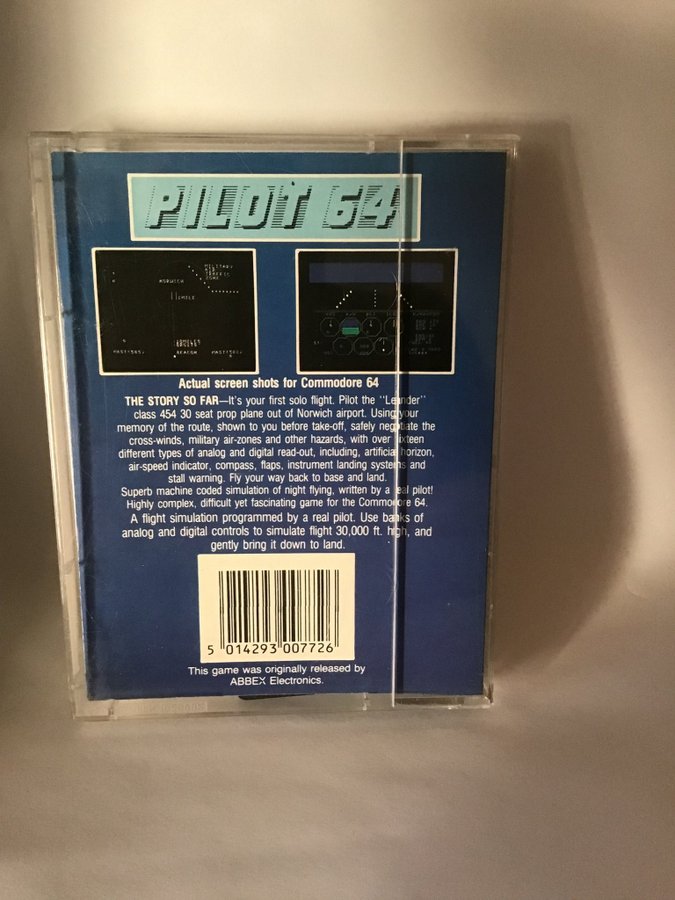 PILOT 64
MILITARY
AIR
TRAFFIC
ZONE
NORWICH
BEACON
Actual screen shots for Commodore 64
THE STORY SO FAR—It's your first solo flight. Pilot the "Leander"
class 454 30 seat prop plane out of Norwich airport. Using your
memory of the route, shown to you before take-off, safely negotiate the
cross-winds, military air-zones and other hazards, with over sixteen
different types of analog and digital read-out, including, artificial horizon,
air-speed indicator, compass, flaps, instrument landing system and
stall warning. Fly your way back to base and land.
Superb machine coded simulation of night flying, written by a real pilot!
Highly complex, difficult yet fascinating game for the Commodore 64.
A flight simulation programmed by a real pilot. Use banks of
analog and digital controls to simulate flight 30,000 ft. high, and
gently bring it down to land.
5 014293 007726
This game was originally released by
ABBEX Electronics.